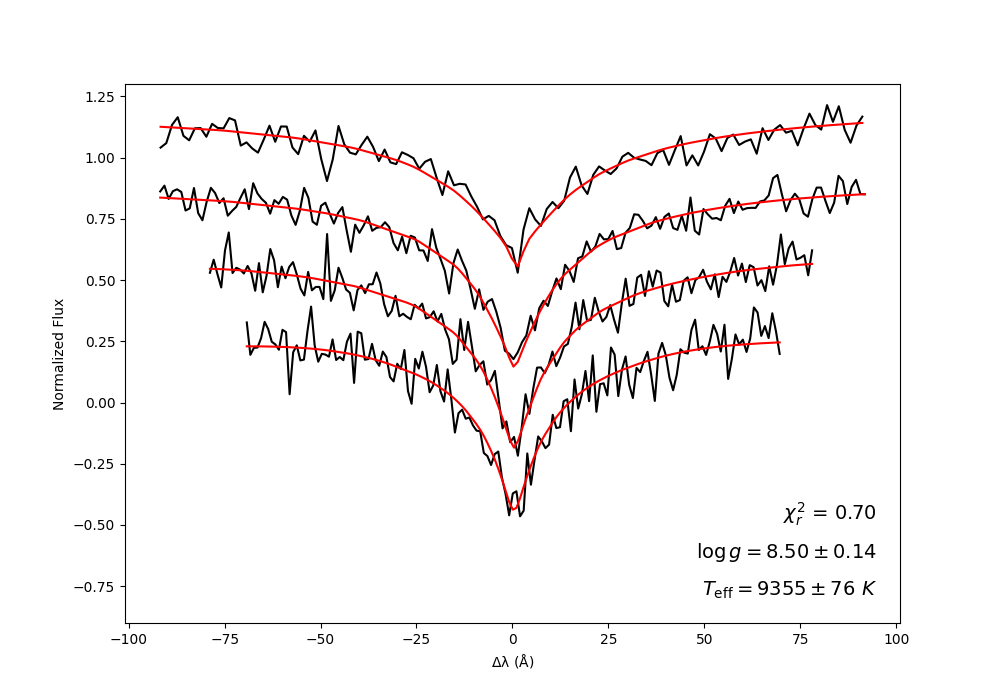 1.25
1.00
0.75
0.50
0.25
0.00
−0.25
−0.50
−0.75
Normalized Flux
χ²ᵣ = 0.70
log g = 8.50 ± 0.14
T_eff = 9355 ± 76 K
−100 −75 −50 −25 0 25 50 75 100
Δλ (Å)